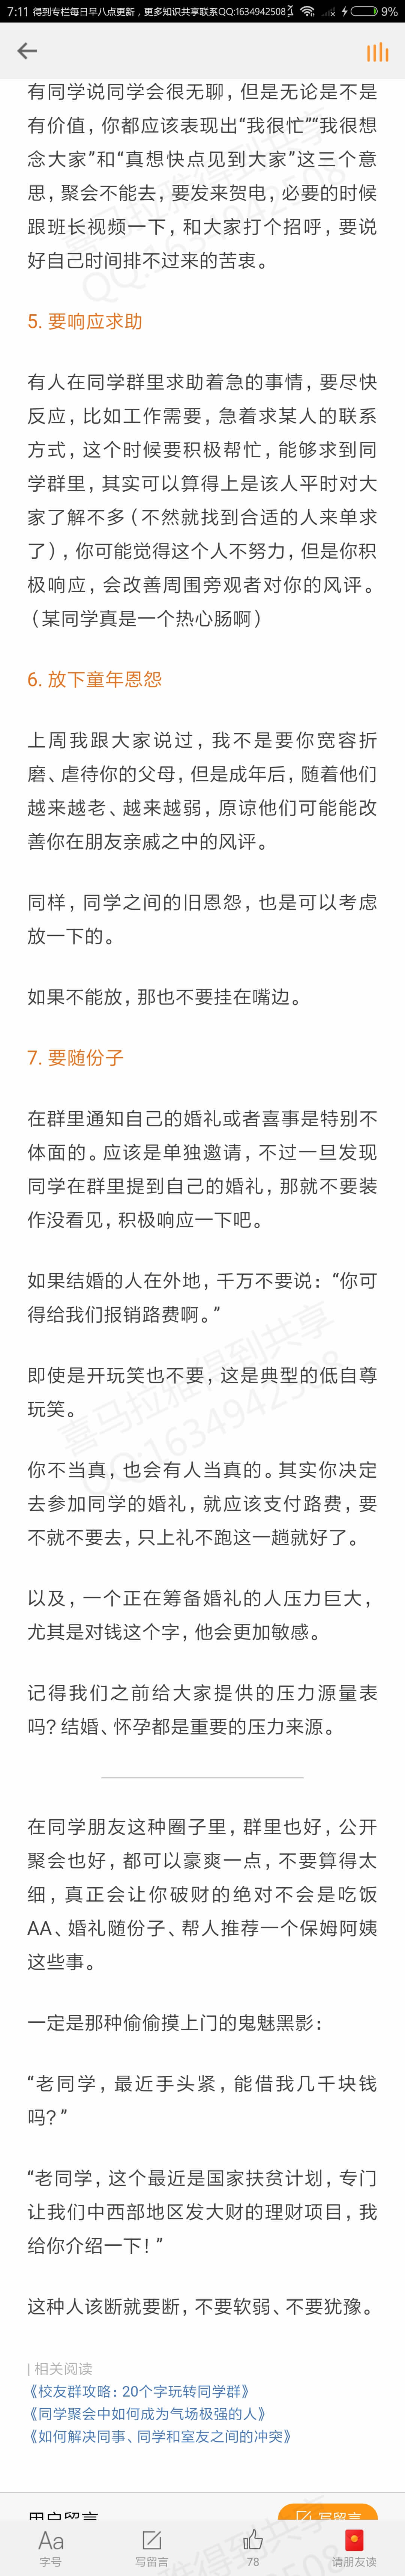 7:11 得到专栏每日早八点更新，更多知识共享联系QQ:1634942508 9%
有同学说同学会很无聊，但是无论是不是
有价值，你都应该表现出“我很忙”“我很想
念大家”和“真想快点见到大家”这三个意
思，聚会不能去，要发来贺电，必要的时候
跟班长视频一下，和大家打个招呼，要说
好自己时间排不过来的苦衷。
5. 要响应求助
有人在同学群里求助着急的事情，要尽快
反应，比如工作需要，急着求某人的联系
方式，这个时候要积极帮忙，能够求到同
学群里，其实可以算得上是该人平时对大
家了解不多（不然就找到合适的人来单求
了），你可能觉得这个人不努力，但是你积
极响应，会改善周围旁观者对你的风评。
（某同学真是一个热心肠啊）
6. 放下童年恩怨
上周我跟大家说过，我不是要你宽容折
磨、虐待你的父母，但是成年后，随着他们
越来越老、越来越弱，原谅他们可能能改
善你在朋友亲戚之中的风评。
同样，同学之间的旧恩怨，也是可以考虑
放一下的。
如果不能放，那也不要挂在嘴边。
7. 要随份子
在群里通知自己的婚礼或者喜事是特别不
体面的。应该是单独邀请，不过一旦发现
同学在群里提到自己的婚礼，那就不要装
作没看见，积极响应一下吧。
如果结婚的人在外地，千万不要说：“你可
得给我们报销路费啊。”
即使是开玩笑也不要，这是典型的低自尊
玩笑。
你不当真，也会有人当真的。其实你决定
去参加同学的婚礼，就应该支付路费，要
不就不要去，只上礼不跑这一趟就好了。
以及，一个正在筹备婚礼的人压力巨大，
尤其是对钱这个字，他会更加敏感。
记得我们之前给大家提供的压力源量表
吗？结婚、怀孕都是重要的压力来源。
在同学朋友这种圈子里，群里也好，公开
聚会也好，都可以豪爽一点，不要算得太
细，真正会让你破财的绝对不会是吃饭
AA、婚礼随份子、帮人推荐一个保姆阿姨
这些事。
一定是那种偷偷摸上门的鬼魅黑影：
“老同学，最近手头紧，能借我几千块钱
吗？”
“老同学，这个最近是国家扶贫计划，专门
让我们中西部地区发大财的理财项目，我
给你介绍一下！”
这种人该断就要断，不要软弱、不要犹豫。
| 相关阅读
《校友群攻略：20个字玩转同学群》
《同学聚会中如何成为气场极强的人》
《如何解决同事、同学和室友之间的冲突》
用户留言
写留言
Aa
字号
写留言
78
请朋友读
喜马拉雅得到共享
QQ:1634942508
喜马拉雅得到共享
QQ:1634942508